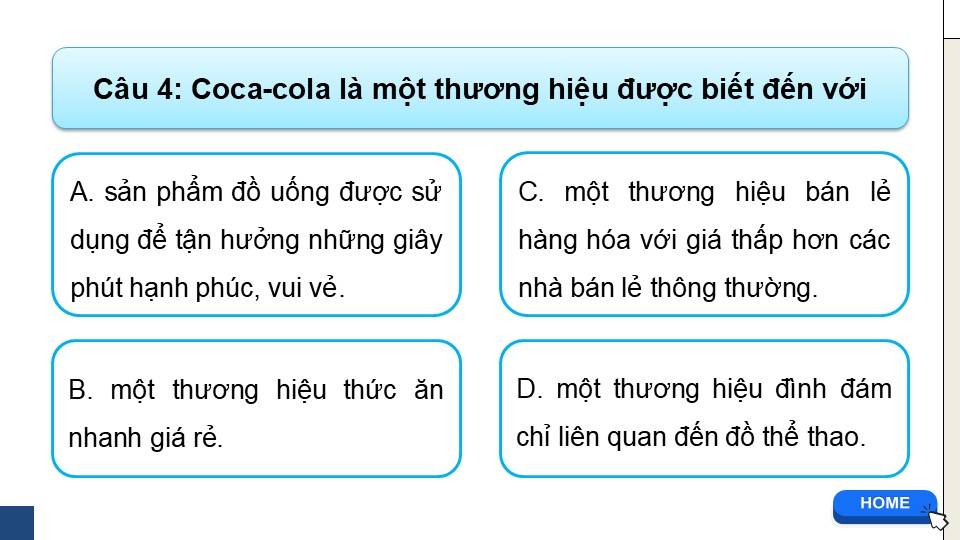 Câu 4: Coca-cola là một thương hiệu được biết đến với
A. sản phẩm đồ uống được sử
dụng để tận hưởng những giây
phút hạnh phúc, vui vẻ.
B. một thương hiệu thức ăn
nhanh giá rẻ.
C. một thương hiệu bán lẻ
hàng hóa với giá thấp hơn các
nhà bán lẻ thông thường.
D. một thương hiệu đình đám
chỉ liên quan đến đồ thể thao.
HOME